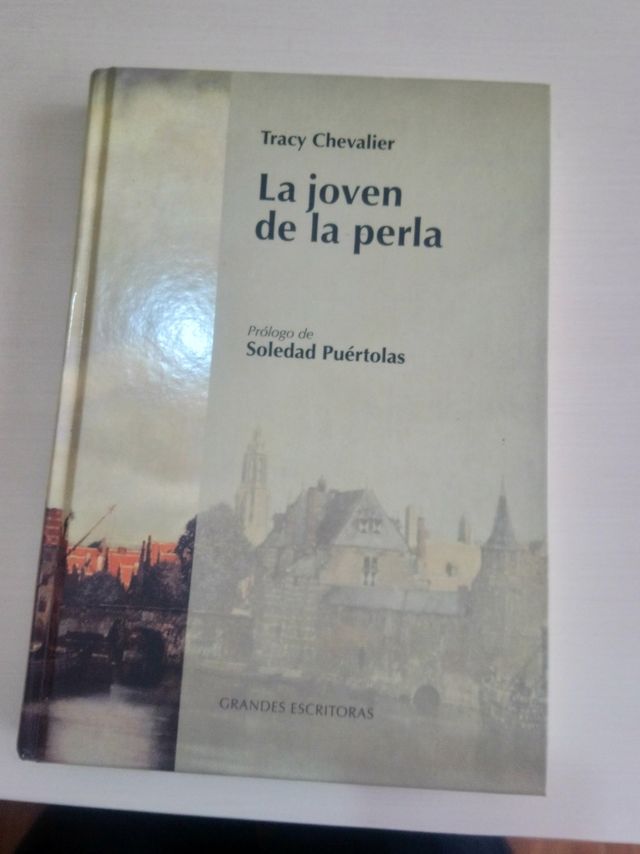 Tracy Chevalier
La joven
de la perla
Prólogo de
Soledad Puértolas
GRANDES ESCRITORAS